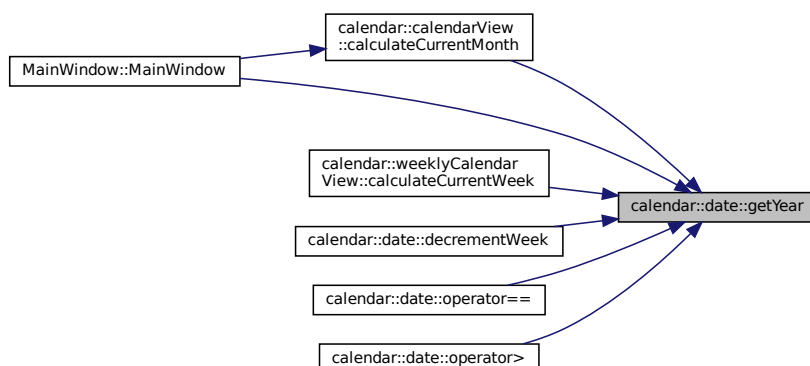 calendar::calendarView
::calculateCurrentMonth
MainWindow::MainWindow
calendar::weeklyCalendar
View::calculateCurrentWeek
calendar::date::getYear
calendar::date::decrementWeek
calendar::date::operator==
calendar::date::operator>